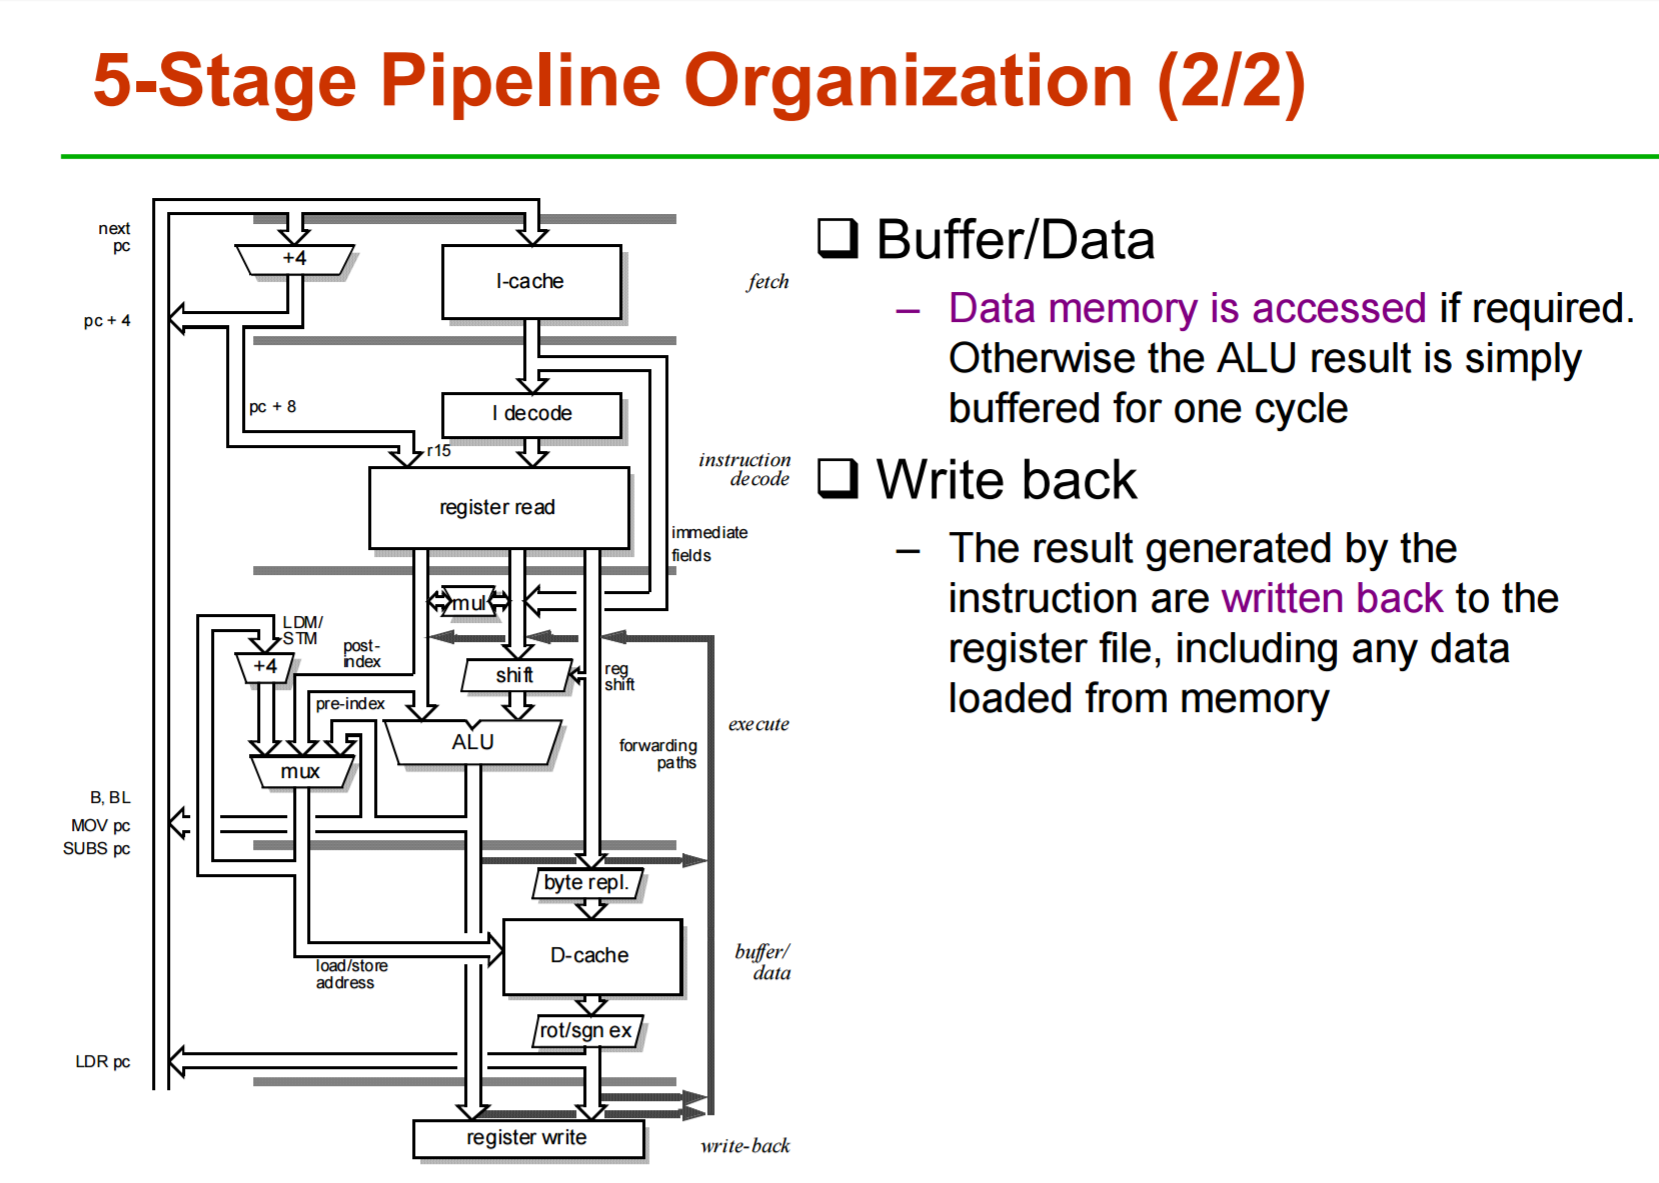 5-Stage Pipeline Organization (2/2)
next
pc
+4
I-cache
fetch
pc + 4
pc + 8
I decode
r15
instruction
decode
register read
immediate
fields
mul
LDM/
STM
+4
post-
index
shift
reg
shift
pre-index
ALU
execute
forwarding
paths
mux
B, BL
MOV pc
SUBS pc
byte repl.
D-cache
buffer/
data
load/store
address
rot/sgn ex
LDR pc
register write
write-back
❑ Buffer/Data
– Data memory is accessed if required.
Otherwise the ALU result is simply
buffered for one cycle
❑ Write back
– The result generated by the
instruction are written back to the
register file, including any data
loaded from memory